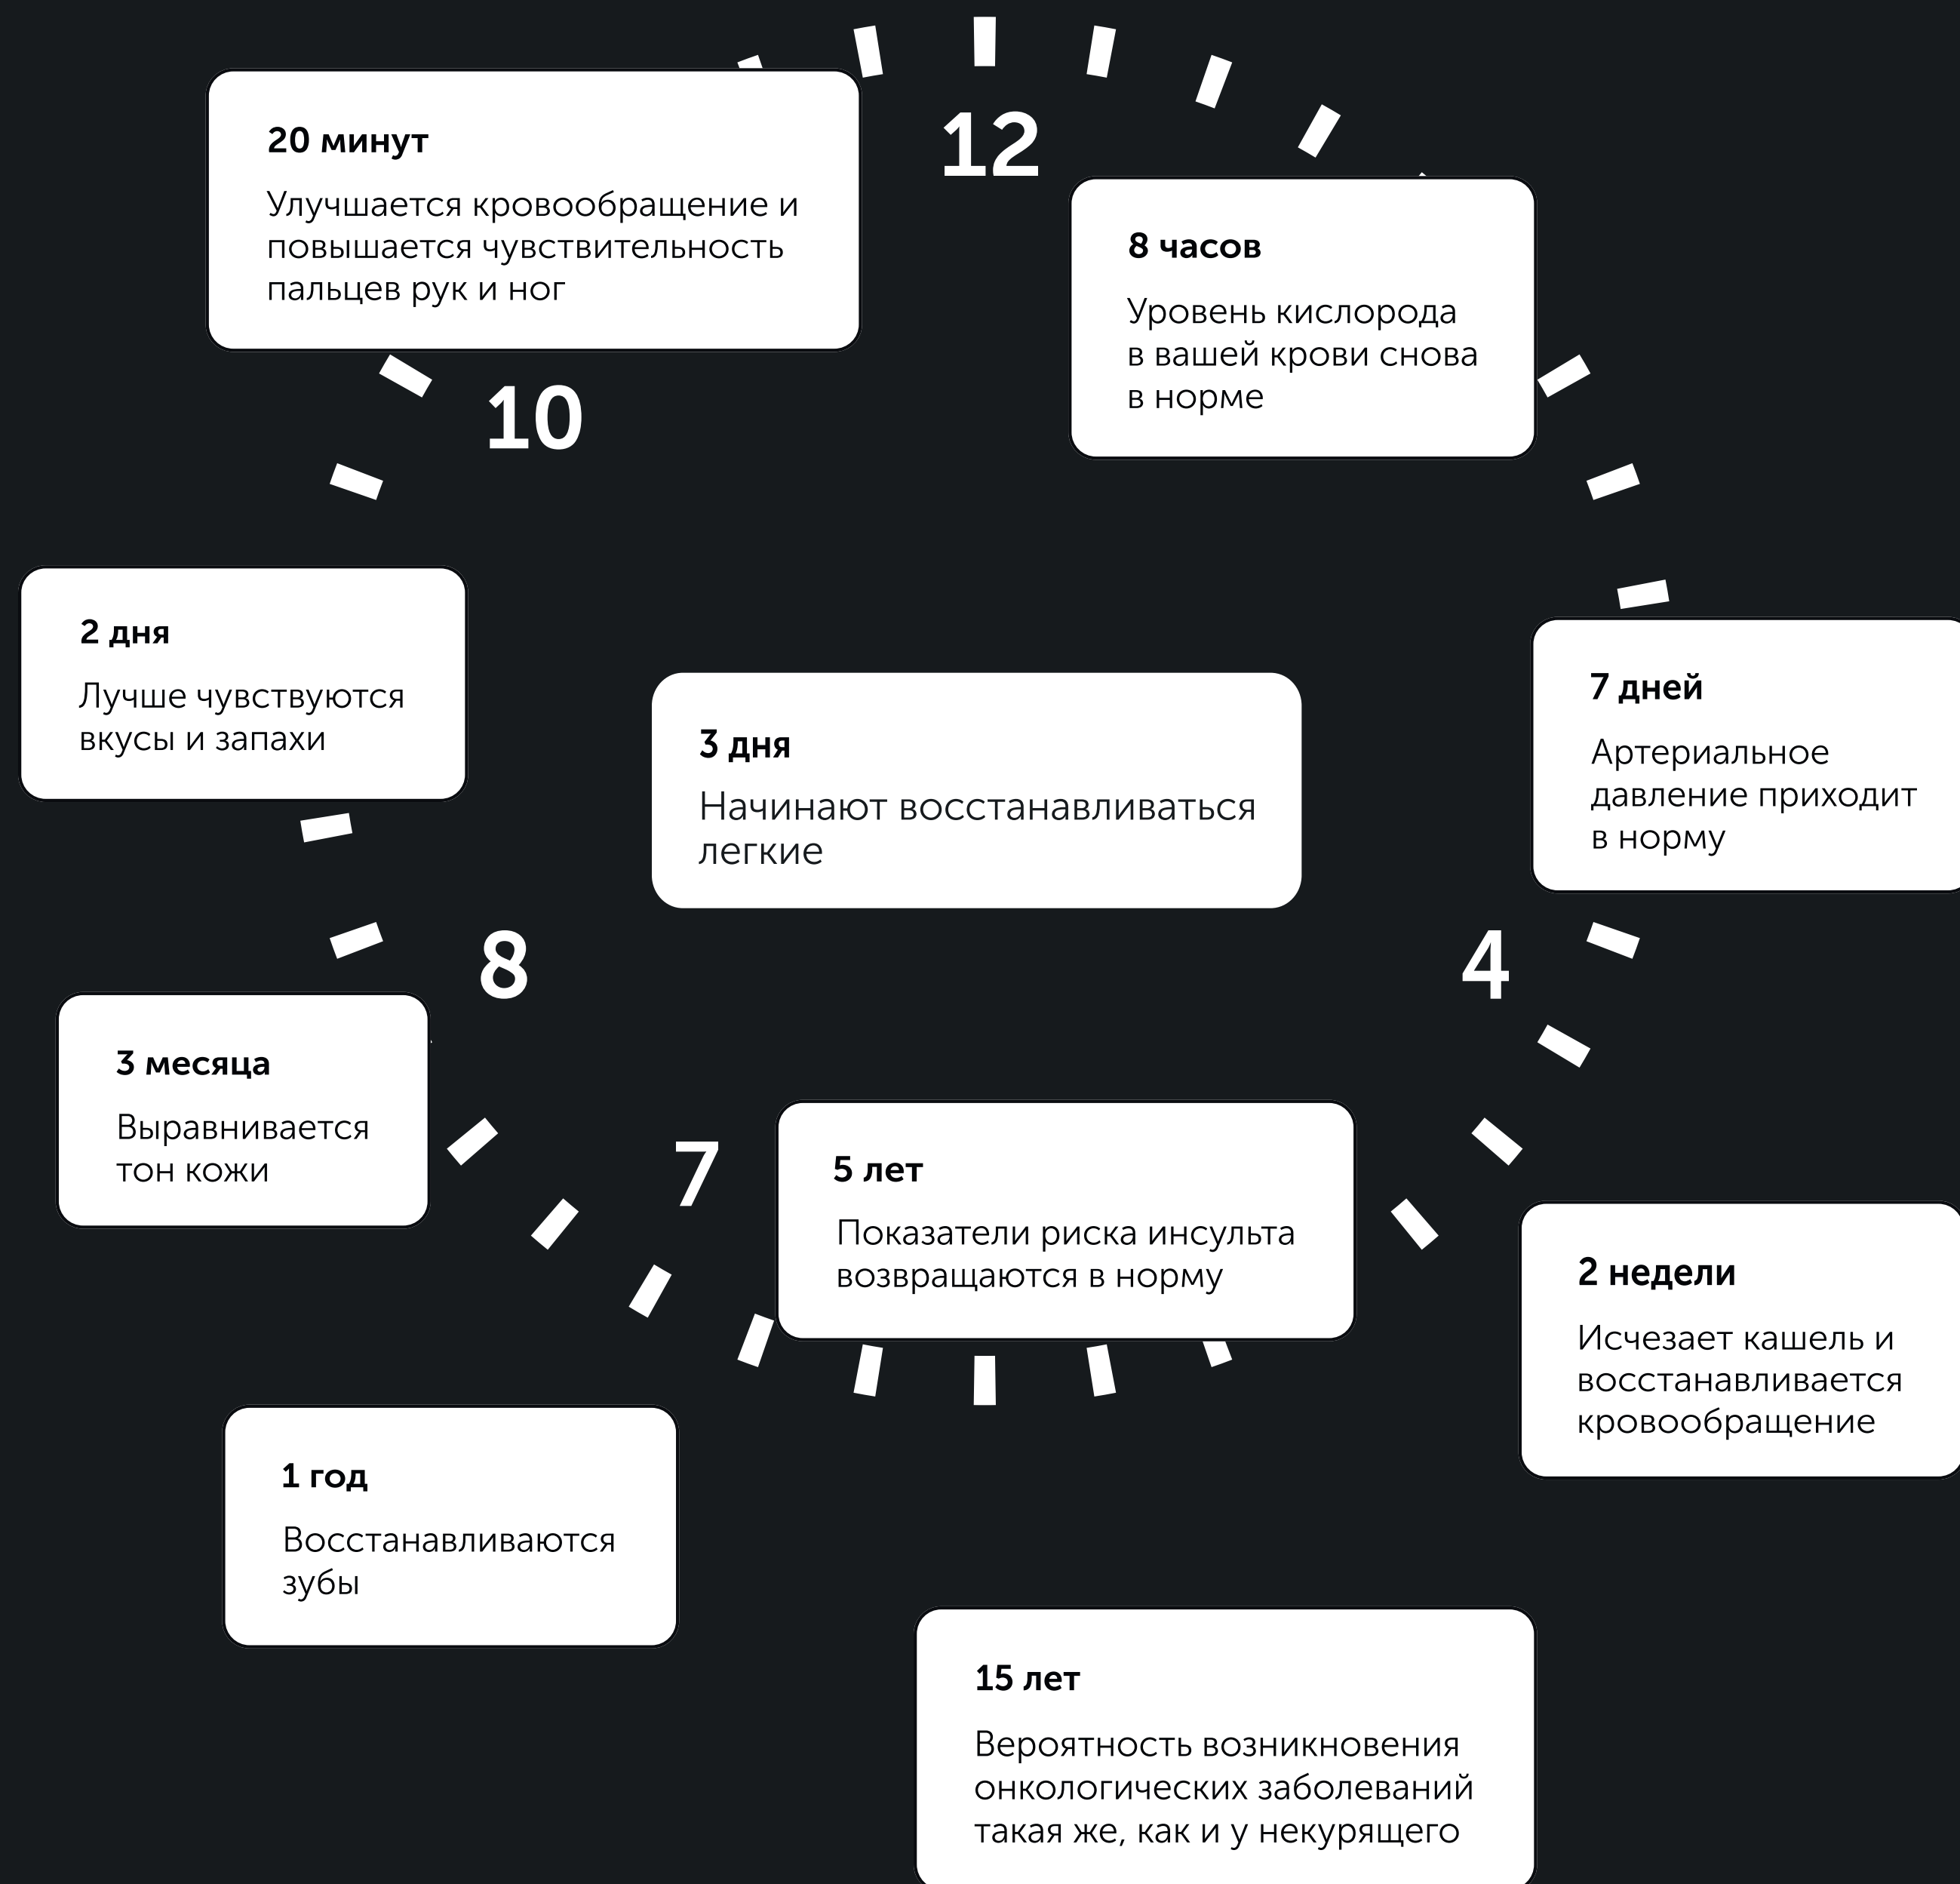 12
20 минут
Улучшается кровообращение и
повышается чувствительность
пальцев рук и ног
8 часов
Уровень кислорода
в вашей крови снова
в норме
10
2 дня
Лучше чувствуются
вкусы и запахи
3 дня
Начинают восстанавливаться
легкие
7 дней
Артериальное
давление приходит
в норму
8
4
3 месяца
Выравнивается
тон кожи
7
5 лет
Показатели риска инсульта
возвращаются в норму
2 недели
Исчезает кашель и
восстанавливается
кровообращение
1 год
Восстанавливаются
зубы
15 лет
Вероятность возникновения
онкологических заболеваний
такая же, как и у некурящего